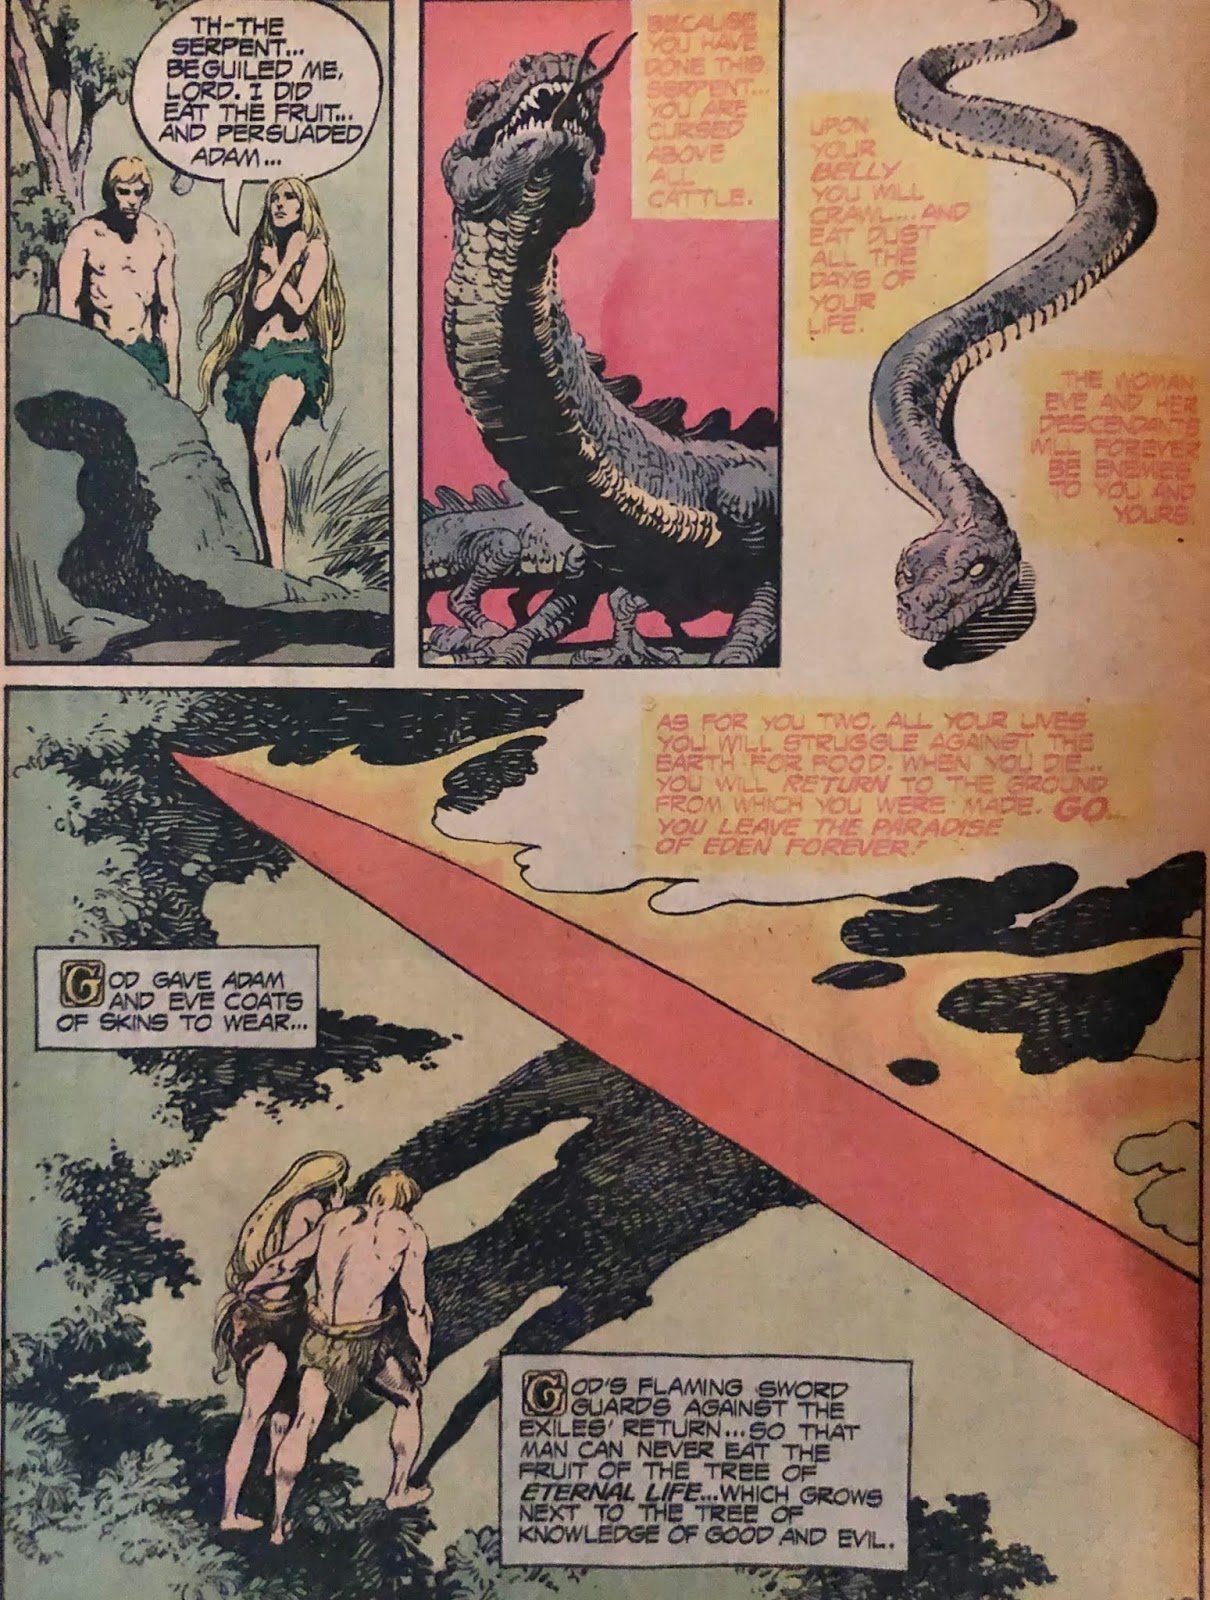 TH-THE
SERPENT...
BEGUILED ME,
LORD. I DID
EAT THE FRUIT...
AND PERSUADED
ADAM...
BECAUSE
YOU HAVE
DONE THIS
SERPENT...
YOU ARE
CURSED
ABOVE
ALL
CATTLE.
UPON
YOUR
BELLY
YOU WILL
CRAWL...AND
EAT DUST
ALL THE
DAYS OF
YOUR
LIFE.
THE WOMAN
EVE AND HER
DESCENDANTS
WILL FOREVER
BE ENEMIES
TO YOU AND
YOURS.
AS FOR YOU TWO, ALL YOUR LIVES
YOU WILL STRUGGLE AGAINST THE
EARTH FOR FOOD. WHEN YOU DIE...
YOU WILL RETURN TO THE GROUND
FROM WHICH YOU WERE MADE. GO...
YOU LEAVE THE PARADISE
OF EDEN FOREVER!
GOD GAVE ADAM
AND EVE COATS
OF SKINS TO WEAR...
GOD'S FLAMING SWORD
GUARDS AGAINST THE
EXILES' RETURN...SO THAT
MAN CAN NEVER EAT THE
FRUIT OF THE TREE OF
ETERNAL LIFE...WHICH GROWS
NEXT TO THE TREE OF
KNOWLEDGE OF GOOD AND EVIL.